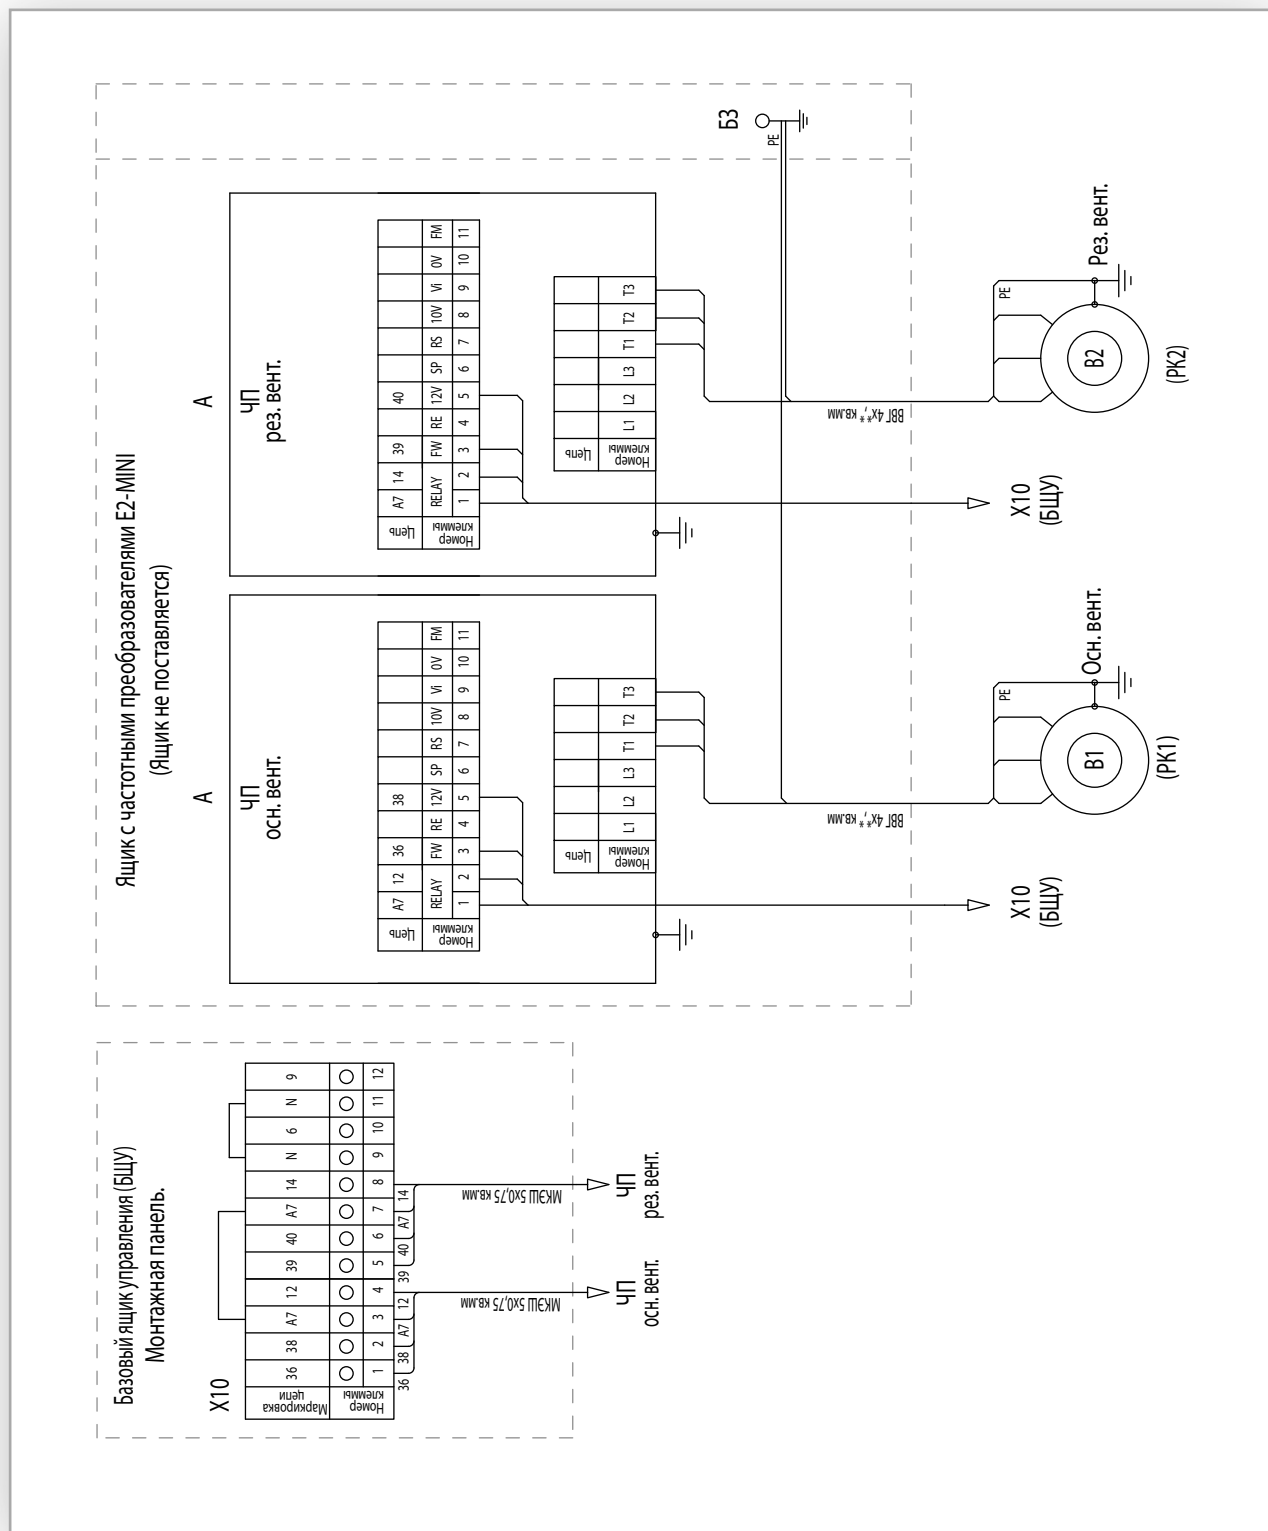 Базовый ящик управления (БЩУ)
Монтажная панель.
X10
Маркировка цепи
36 38 A7 12 39 40 A7 14 N 6 N 9
Номер клеммы
1 2 3 4 5 6 7 8 9 10 11 12
36 38 A7 12 39 40 A7 14
МКЭШ 5x0,75 кв.мм
МКЭШ 5x0,75 кв.мм
ЧП
осн. вент.
ЧП
рез. вент.
Ящик с частотными преобразователями E2-MINI
(Ящик не поставляется)
A
ЧП
осн. вент.
Цепь
A7 12 36 38
Номер клеммы
RELAY FW RE 12V SP RS 10V Vi 0V FM
1 2 3 4 5 6 7 8 9 10 11
Цепь
Номер клеммы
L1 L2 L3 T1 T2 T3
ВВГ 4х*,* кв.мм
X10
(БЩУ)
PE
B1
Осн. вент.
(РК1)
A
ЧП
рез. вент.
Цепь
A7 14 39 40
Номер клеммы
RELAY FW RE 12V SP RS 10V Vi 0V FM
1 2 3 4 5 6 7 8 9 10 11
Цепь
Номер клеммы
L1 L2 L3 T1 T2 T3
ВВГ 4х*,* кв.мм
X10
(БЩУ)
PE
B2
Рез. вент.
(РК2)
БЗ
PE